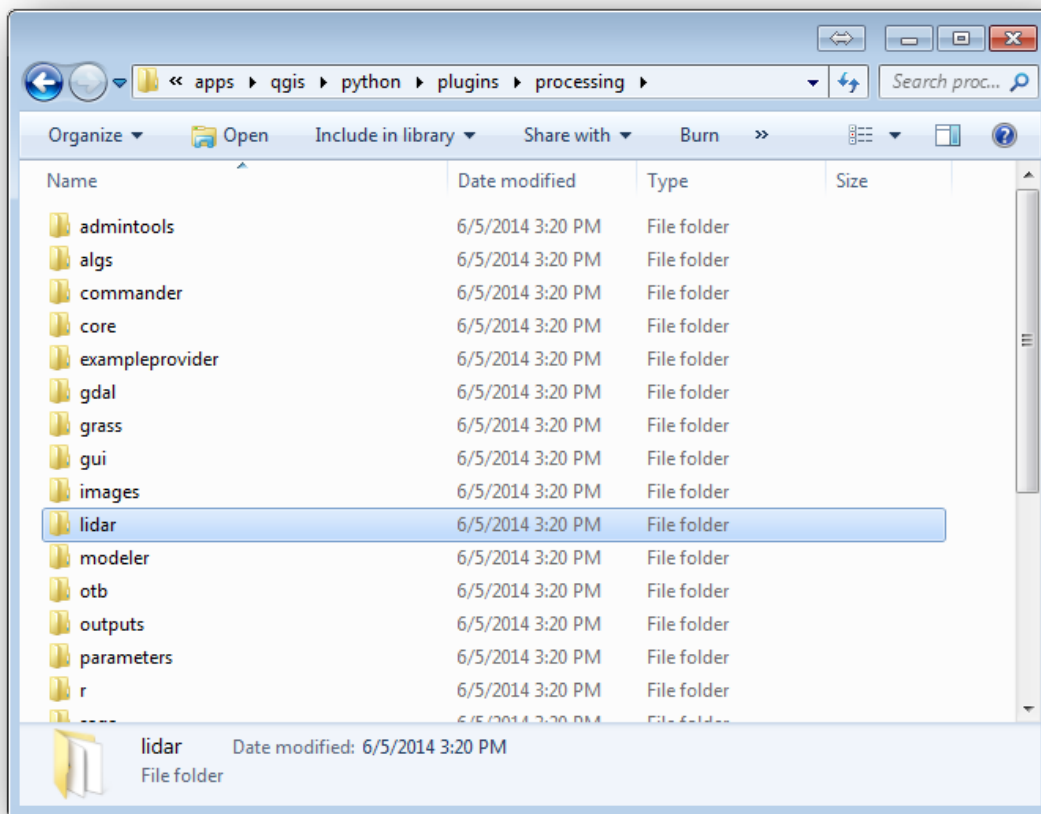 « apps ▸ qgis ▸ python ▸ plugins ▸ processing ▸ Search proc...
Organize ▾ Open Include in library ▾ Share with ▾ Burn »
Name Date modified Type Size
admintools 6/5/2014 3:20 PM File folder
algs 6/5/2014 3:20 PM File folder
commander 6/5/2014 3:20 PM File folder
core 6/5/2014 3:20 PM File folder
exampleprovider 6/5/2014 3:20 PM File folder
gdal 6/5/2014 3:20 PM File folder
grass 6/5/2014 3:20 PM File folder
gui 6/5/2014 3:20 PM File folder
images 6/5/2014 3:20 PM File folder
lidar 6/5/2014 3:20 PM File folder
modeler 6/5/2014 3:20 PM File folder
otb 6/5/2014 3:20 PM File folder
outputs 6/5/2014 3:20 PM File folder
parameters 6/5/2014 3:20 PM File folder
r 6/5/2014 3:20 PM File folder
lidar Date modified: 6/5/2014 3:20 PM
File folder